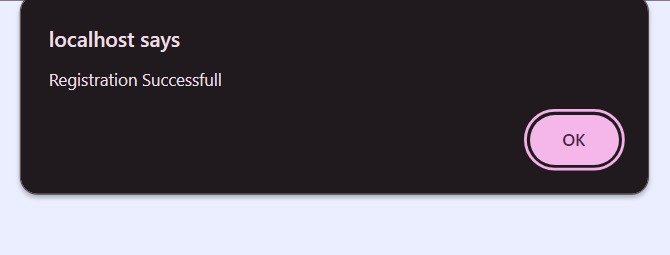 localhost says
Registration Successfull
OK